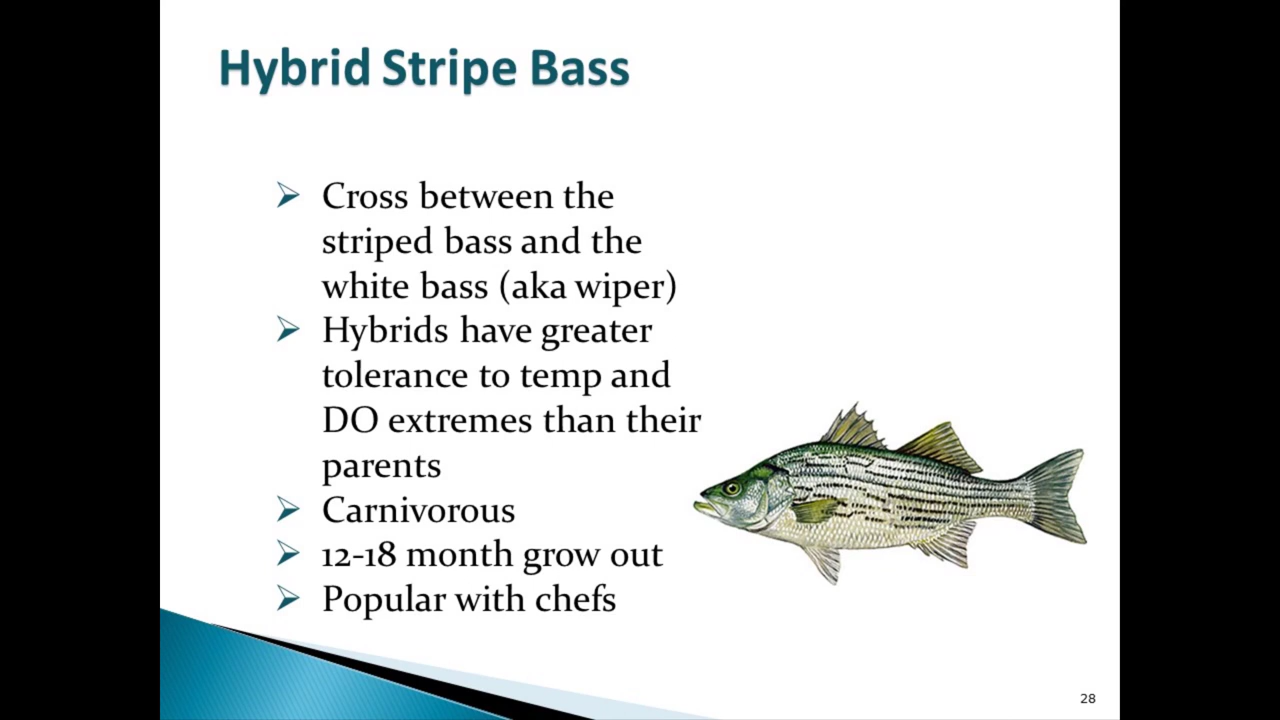 Hybrid Stripe Bass
Cross between the
striped bass and the
white bass (aka wiper)
Hybrids have greater
tolerance to temp and
DO extremes than their
parents
Carnivorous
12-18 month grow out
Popular with chefs
28